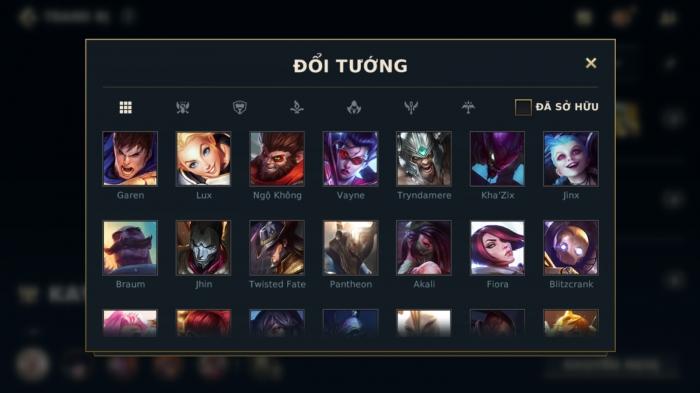 ĐỔI TƯỚNG
ĐÃ SỞ HỮU
Garen Lux Ngộ Không Vayne Tryndamere Kha'Zix Jinx
Braum Jhin Twisted Fate Pantheon Akali Fiora Blitzcrank